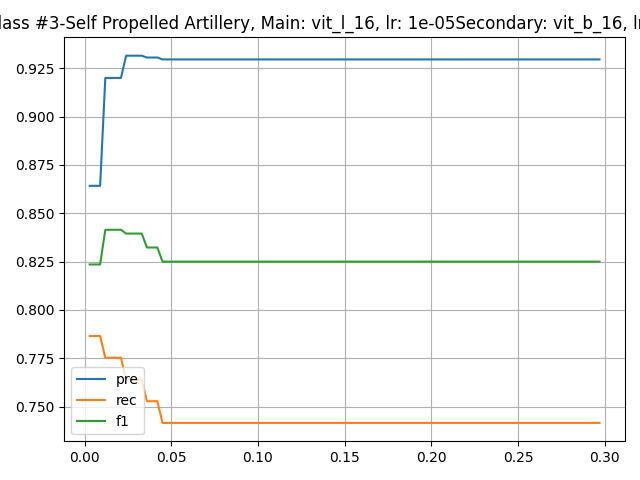 lass #3-Self Propelled Artillery, Main: vit_l_16, lr: 1e-05Secondary: vit_b_16, lr
0.925
0.900
0.875
0.850
0.825
0.800
0.775
0.750
pre
rec
f1
0.00 0.05 0.10 0.15 0.20 0.25 0.30